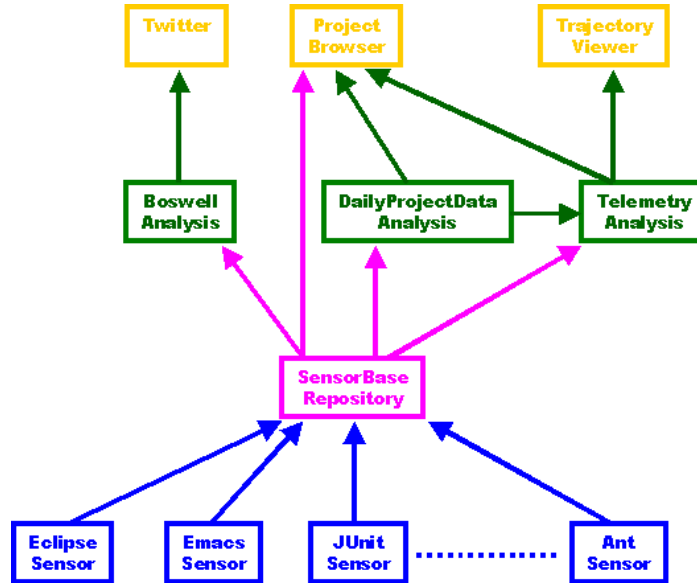 Twitter
Project
Browser
Trajectory
Viewer
Boswell
Analysis
DailyProjectData
Analysis
Telemetry
Analysis
SensorBase
Repository
Eclipse
Sensor
Emacs
Sensor
JUnit
Sensor
Ant
Sensor